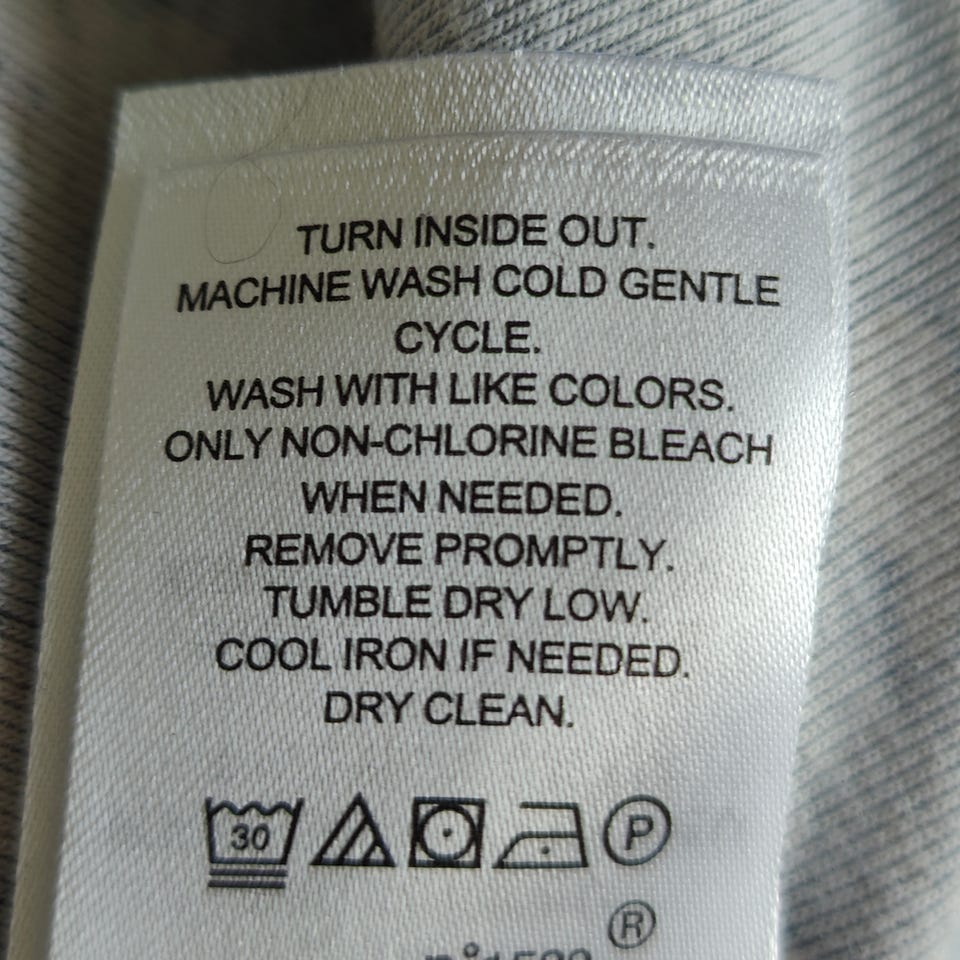 TURN INSIDE OUT.
MACHINE WASH COLD GENTLE
CYCLE.
WASH WITH LIKE COLORS.
ONLY NON-CHLORINE BLEACH
WHEN NEEDED.
REMOVE PROMPTLY.
TUMBLE DRY LOW.
COOL IRON IF NEEDED.
DRY CLEAN.
30 P
®